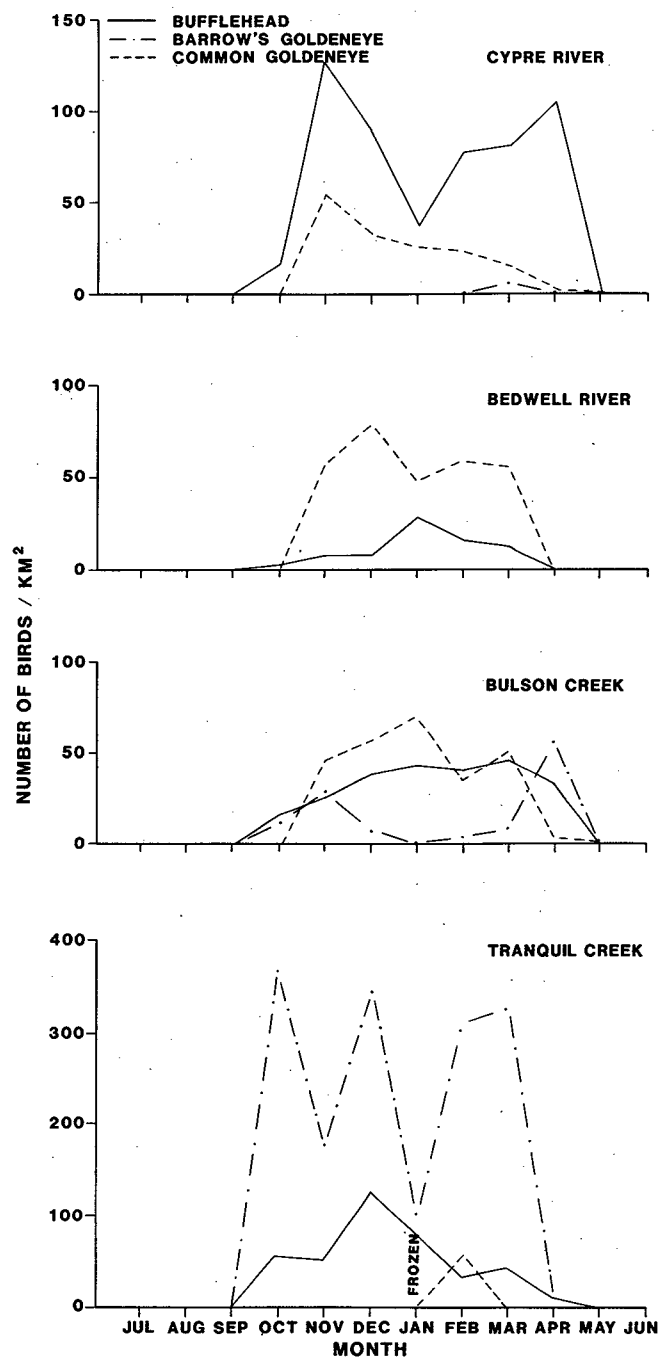 150
BUFFLEHEAD
BARROW'S GOLDENEYE
COMMON GOLDENEYE
CYPRE RIVER
100
50
0
100
BEDWELL RIVER
50
0
100
BULSON CREEK
50
0
NUMBER OF BIRDS / KM²
400
TRANQUIL CREEK
300
200
100
FROZEN
0
JUL AUG SEP OCT NOV DEC JAN FEB MAR APR MAY JUN
MONTH